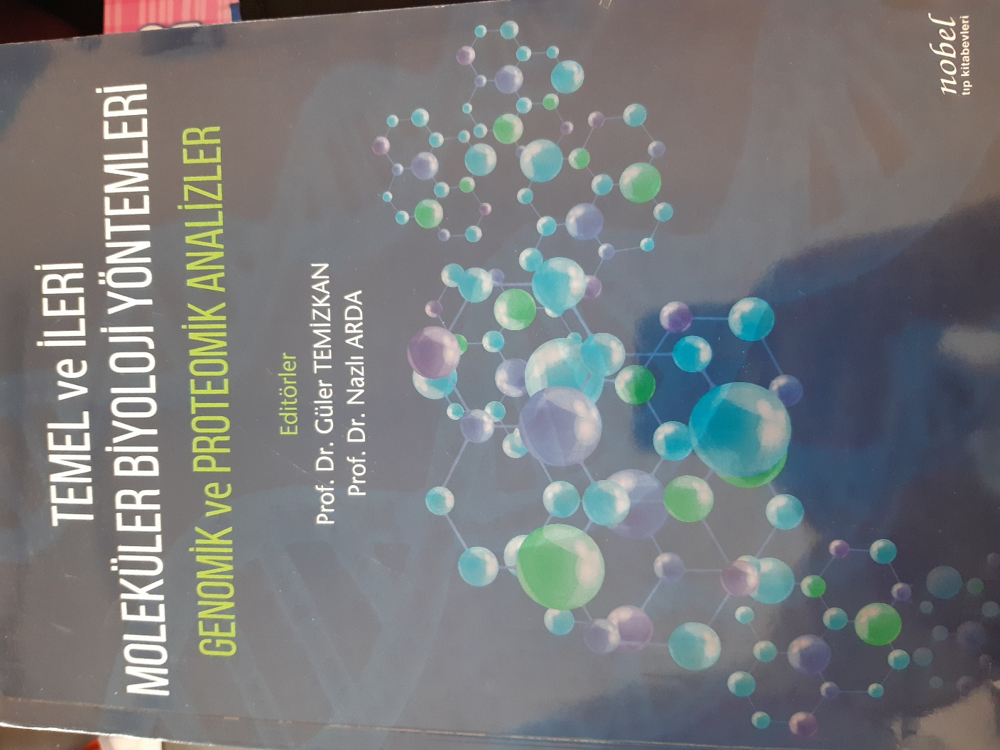 TEMEL ve İLERİ
MOLEKÜLER BİYOLOJİ YÖNTEMLERİ
GENOMİK ve PROTEOMİK ANALİZLER
Editörler
Prof. Dr. Güler TEMİZKAN
Prof. Dr. Nazlı ARDA
nobel
tıp kitabevleri